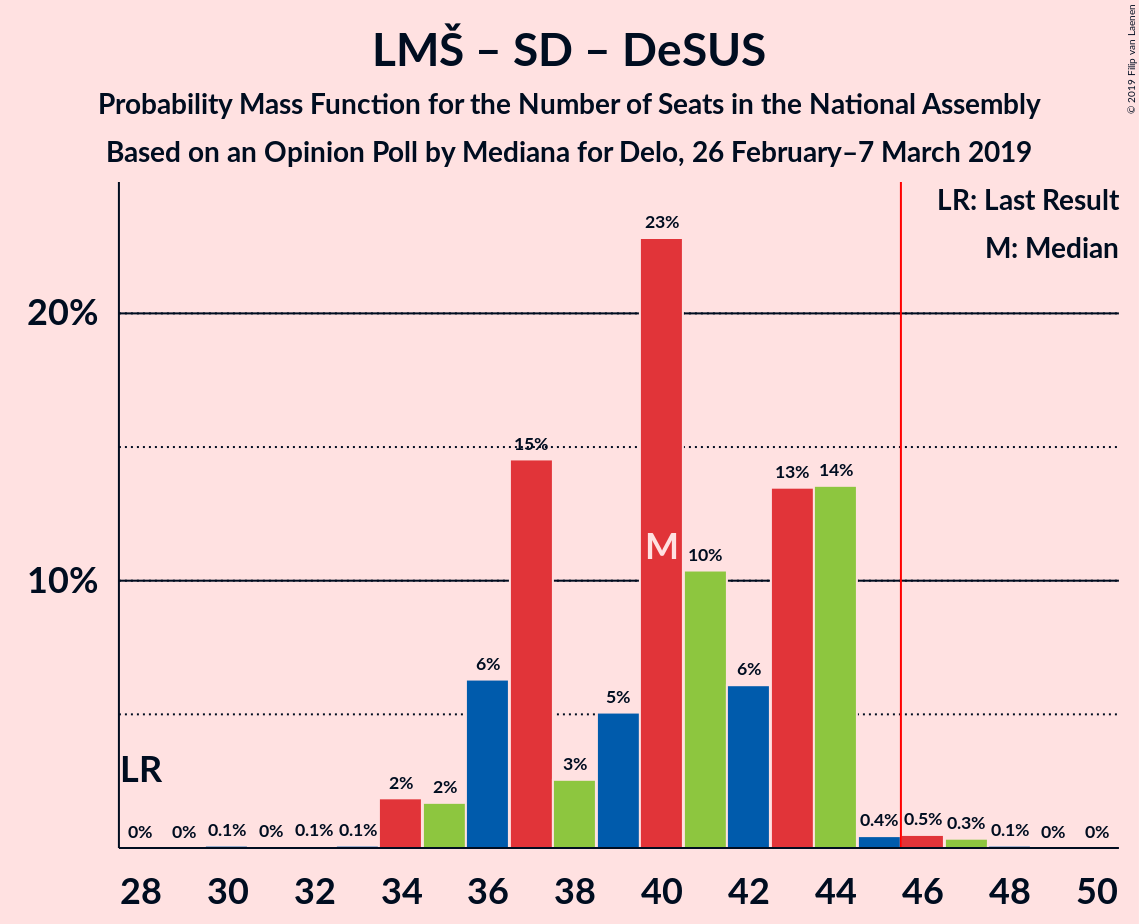 LMŠ – SD – DeSUS
Probability Mass Function for the Number of Seats in the National Assembly
Based on an Opinion Poll by Mediana for Delo, 26 February–7 March 2019
© 2019 Filip van Laenen
LR: Last Result
M: Median
20%
10%
LR
M
0%
0%
0.1%
0%
0.1%
0.1%
2%
2%
6%
15%
3%
5%
23%
10%
6%
13%
14%
0.4%
0.5%
0.3%
0.1%
0%
0%
28 30 32 34 36 38 40 42 44 46 48 50